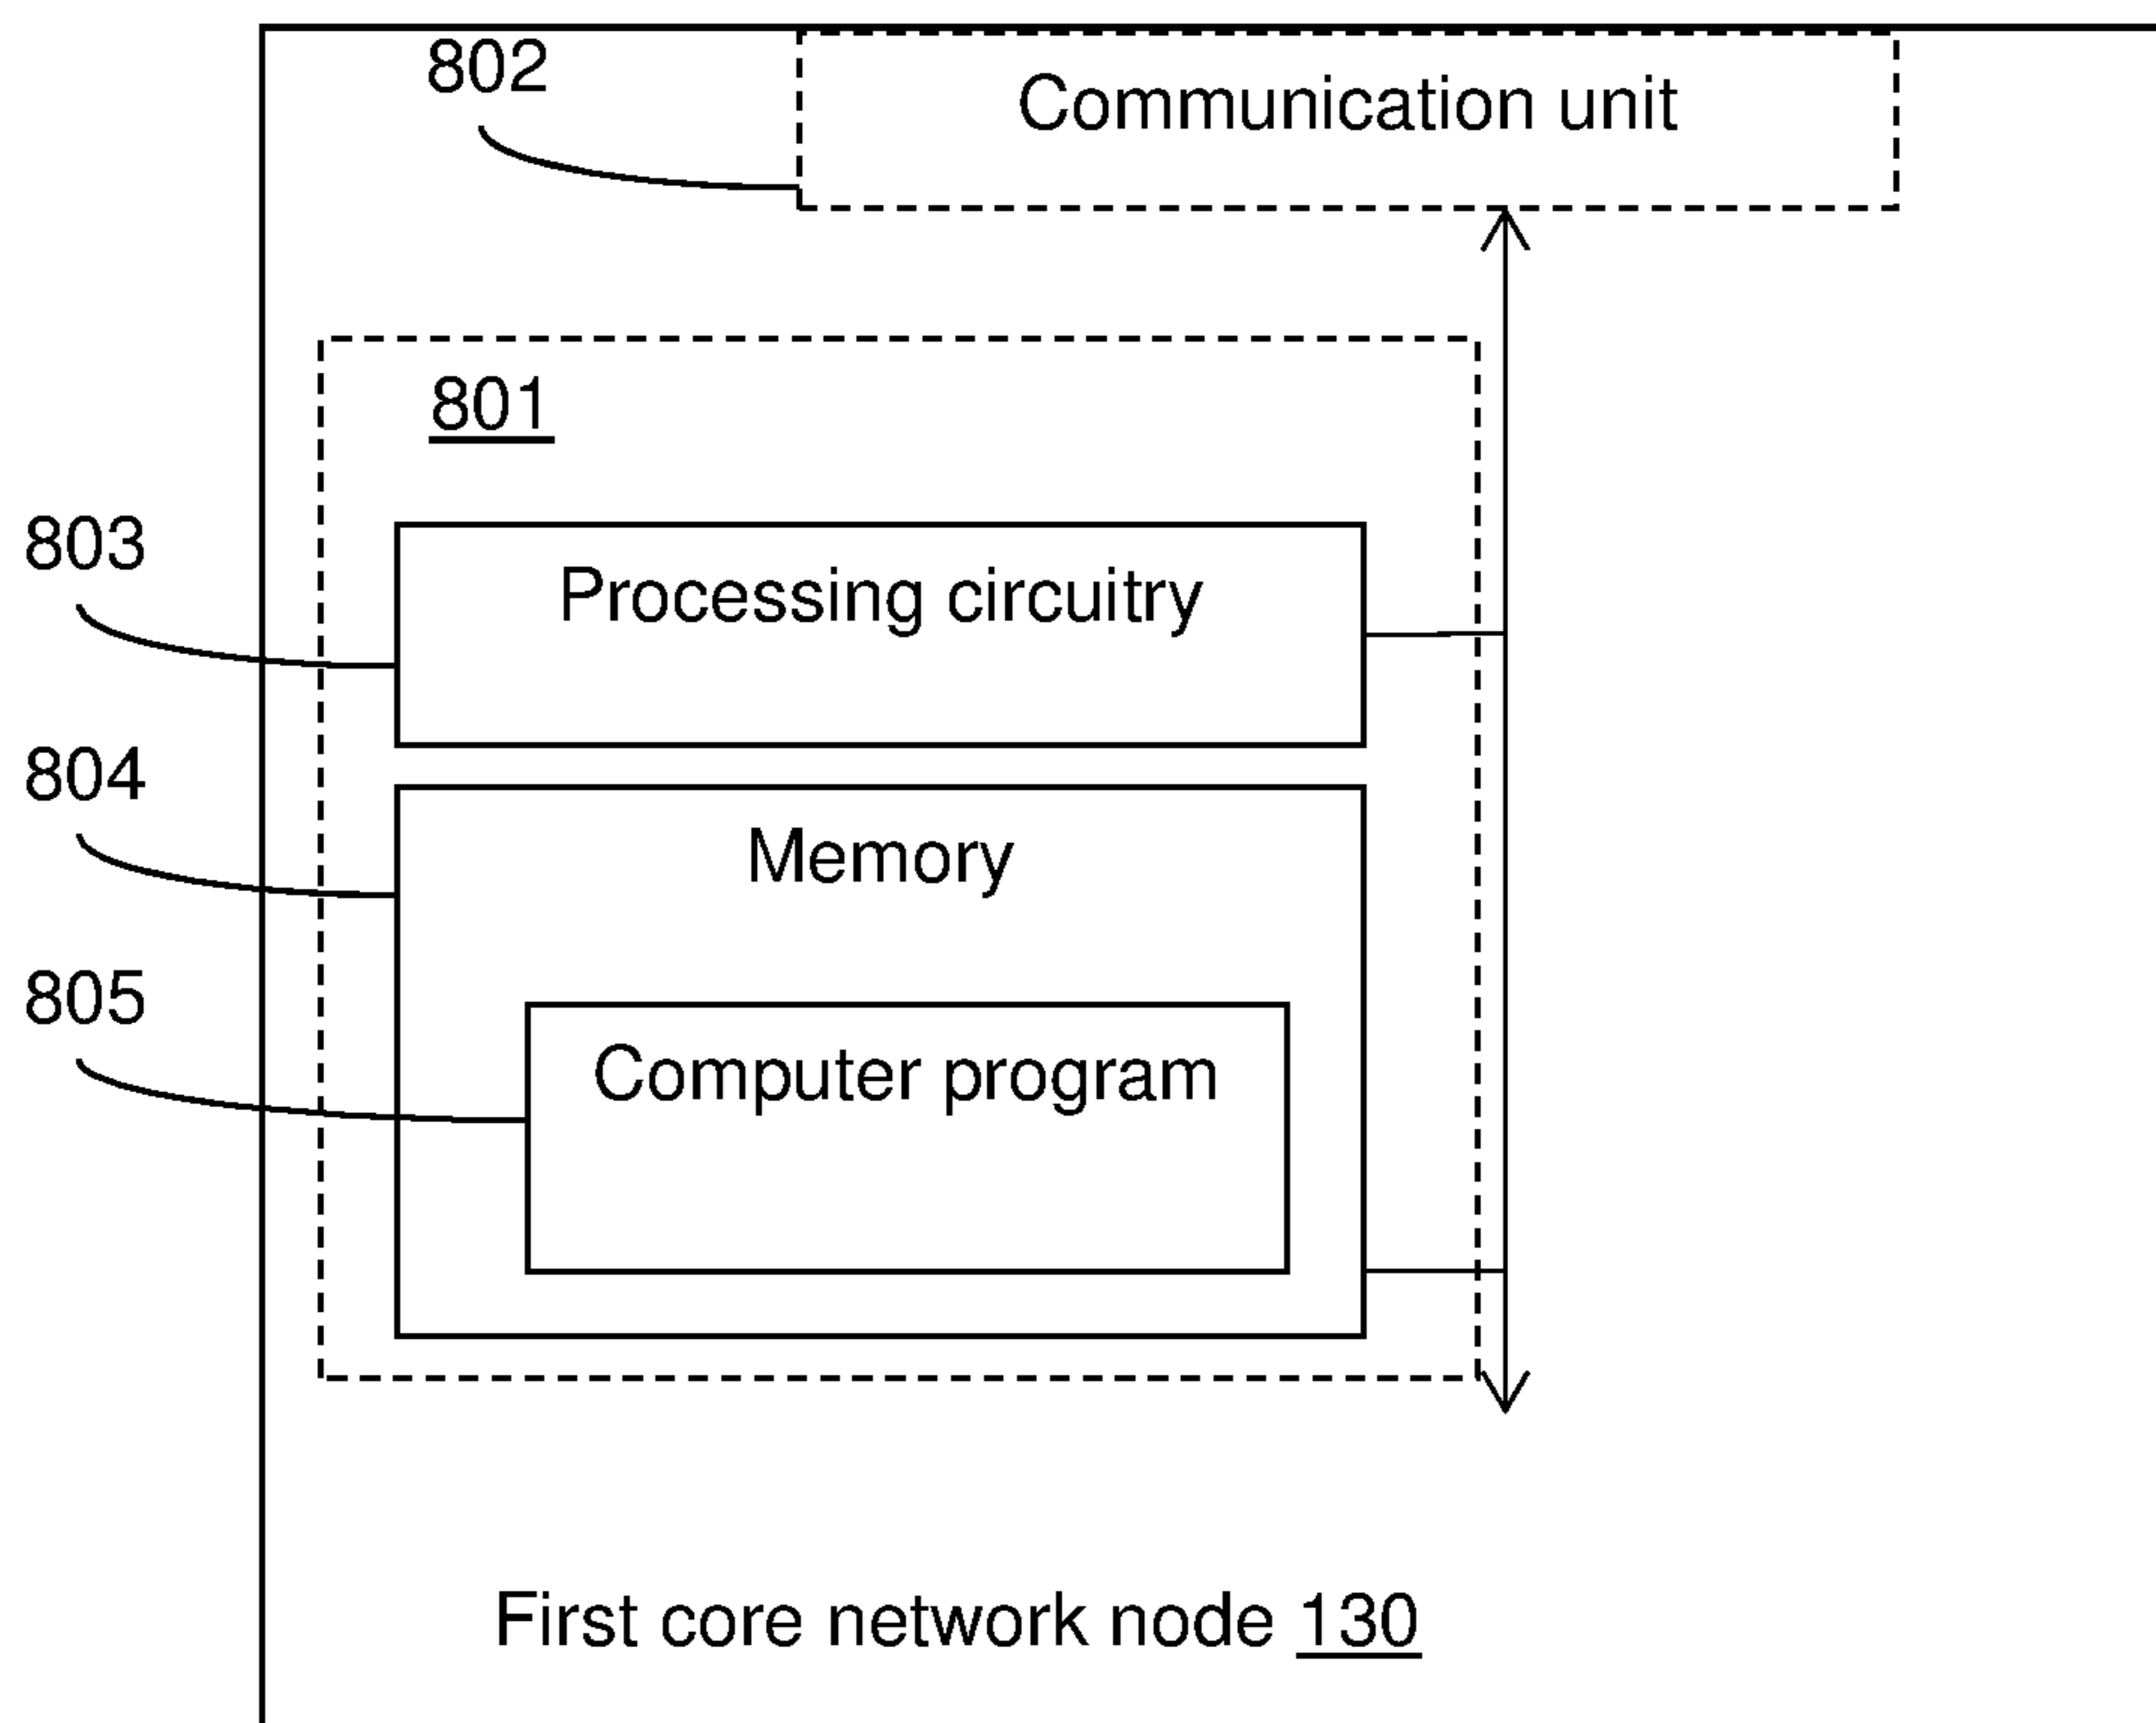 802
Communication unit
801
803
Processing circuitry
804
Memory
805
Computer program
First core network node 130